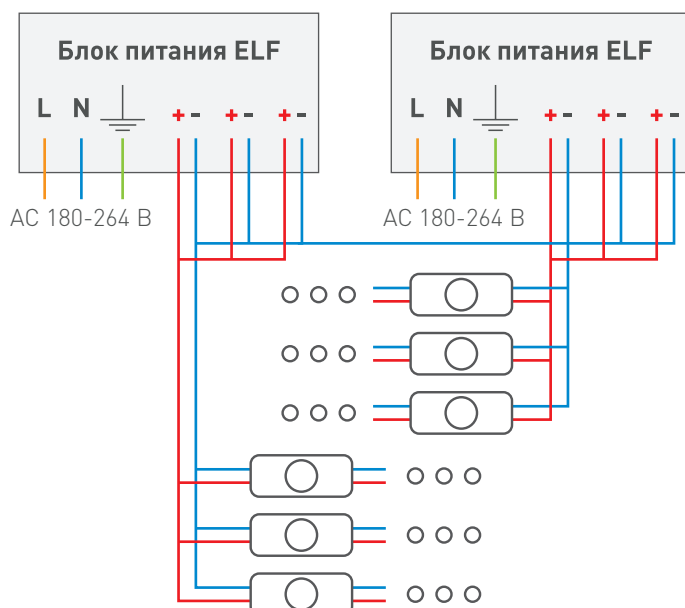 Блок питания ELF
L N + - + - + -
AC 180-264 В
Блок питания ELF
L N + - + - + -
AC 180-264 В